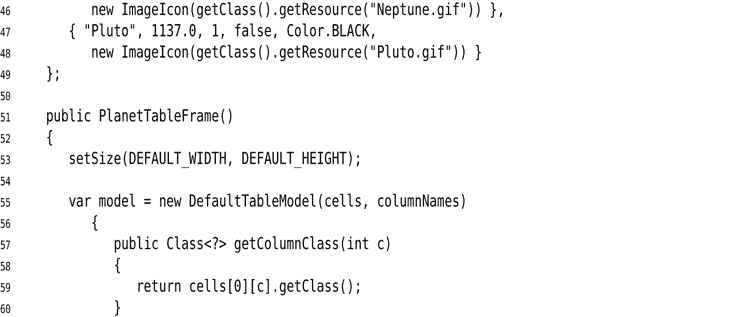 46             new ImageIcon(getClass().getResource("Neptune.gif")) },
47          { "Pluto", 1137.0, 1, false, Color.BLACK,
48             new ImageIcon(getClass().getResource("Pluto.gif")) }
49       };
50
51       public PlanetTableFrame()
52       {
53          setSize(DEFAULT_WIDTH, DEFAULT_HEIGHT);
54
55          var model = new DefaultTableModel(cells, columnNames)
56             {
57                public Class<?> getColumnClass(int c)
58                {
59                   return cells[0][c].getClass();
60                }